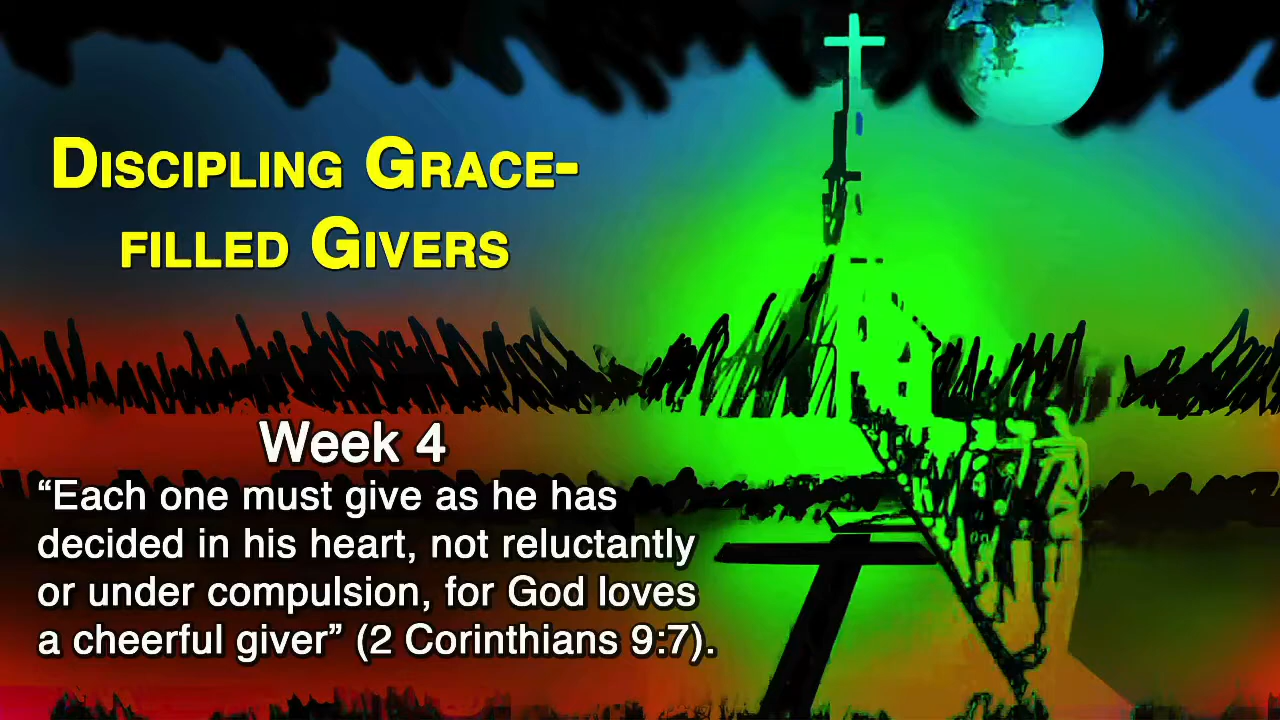 Discipling Grace-
filled Givers
Week 4
“Each one must give as he has
decided in his heart, not reluctantly
or under compulsion, for God loves
a cheerful giver” (2 Corinthians 9:7).